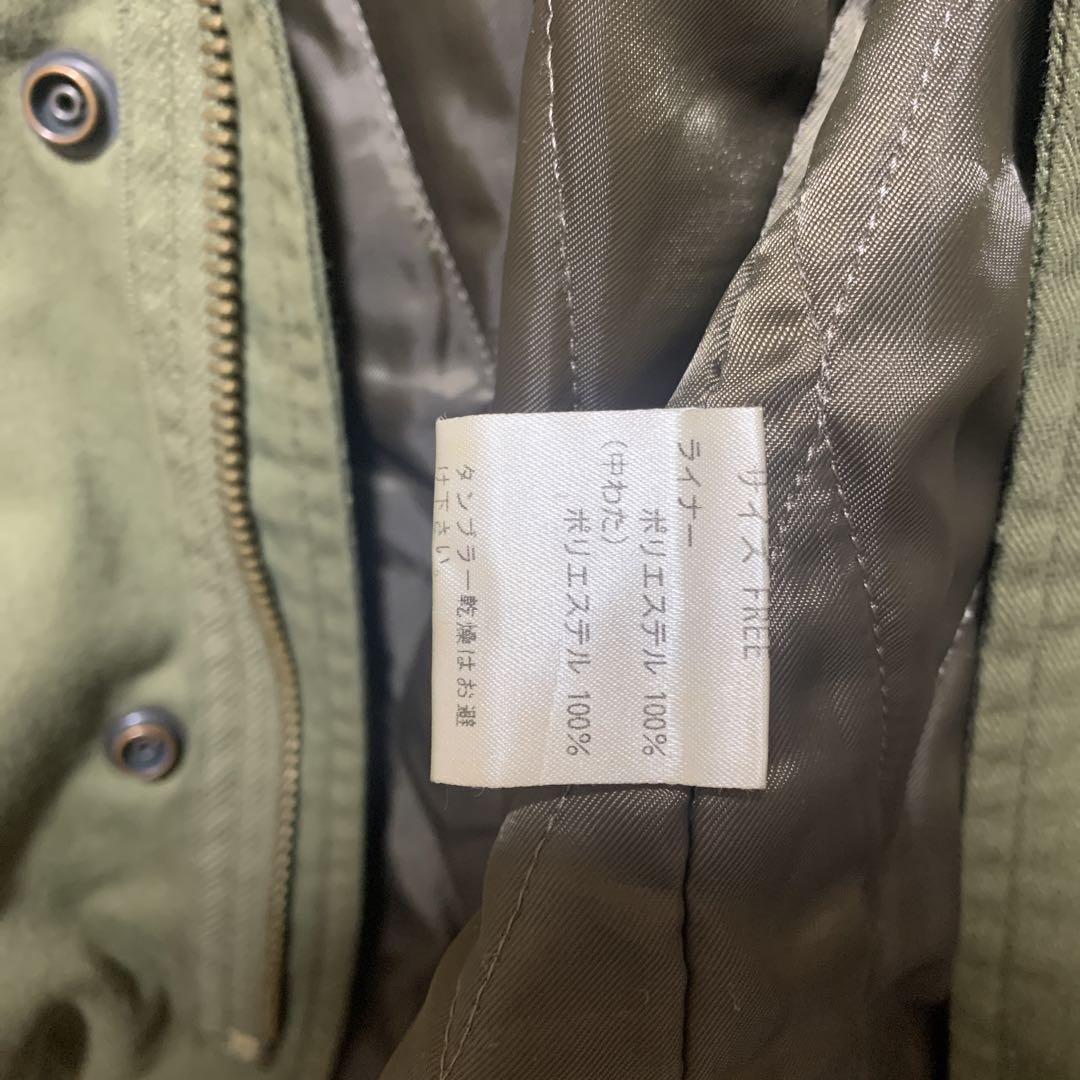 サイズ FREE
ライナー
ポリエステル 100%
(中わた)
ポリエステル 100%
タンブラー乾燥はお避
け下さい。